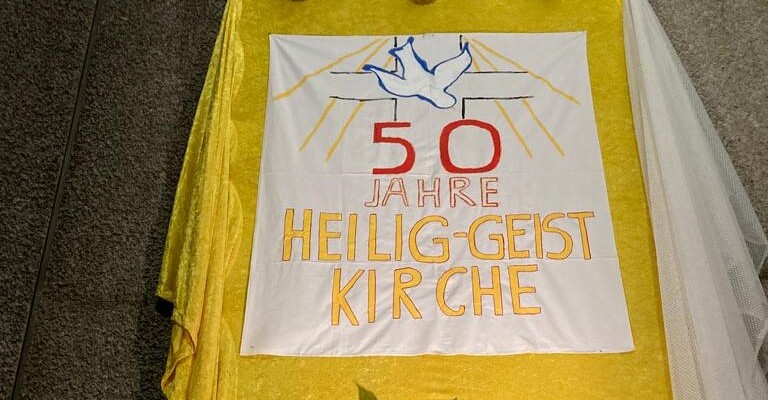 50
JAHRE
HEILIG-GEIST
KIRCHE